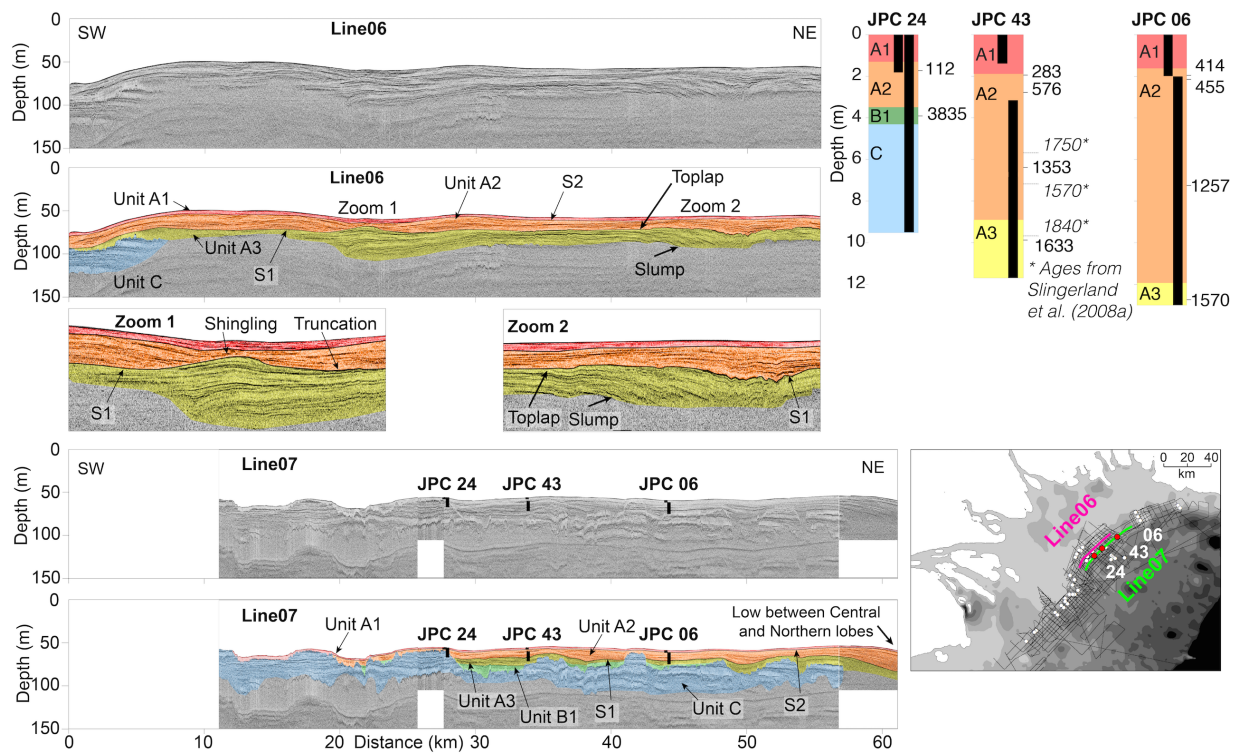 Line06
SW
NE
0
50
100
150
Depth (m)
Line06
0
50
100
150
Depth (m)
Unit A1
Unit A2
S2
Toplap
Zoom 1
Zoom 2
Unit A3
S1
Slump
Unit C
Zoom 1
Shingling
Truncation
S1
Zoom 2
Toplap
Slump
S1
JPC 24
JPC 43
JPC 06
0
2
4
6
8
10
12
Depth (m)
A1
A2
B1
C
112
3835
A1
A2
A3
283
576
1750*
1353
1570*
1840*
1633
* Ages from
Slingerland
et al. (2008a)
A1
A2
A3
414
455
1257
1570
SW
Line07
NE
0
50
100
150
Depth (m)
JPC 24
JPC 43
JPC 06
Line07
0
50
100
150
Depth (m)
Unit A1
JPC 24
JPC 43
Unit A2
JPC 06
Low between Central
and Northern lobes
Unit A3
Unit B1
S1
Unit C
S2
0
10
20
Distance (km)
30
40
50
60
0 20 40
km
Line06
06
43
24
Line07